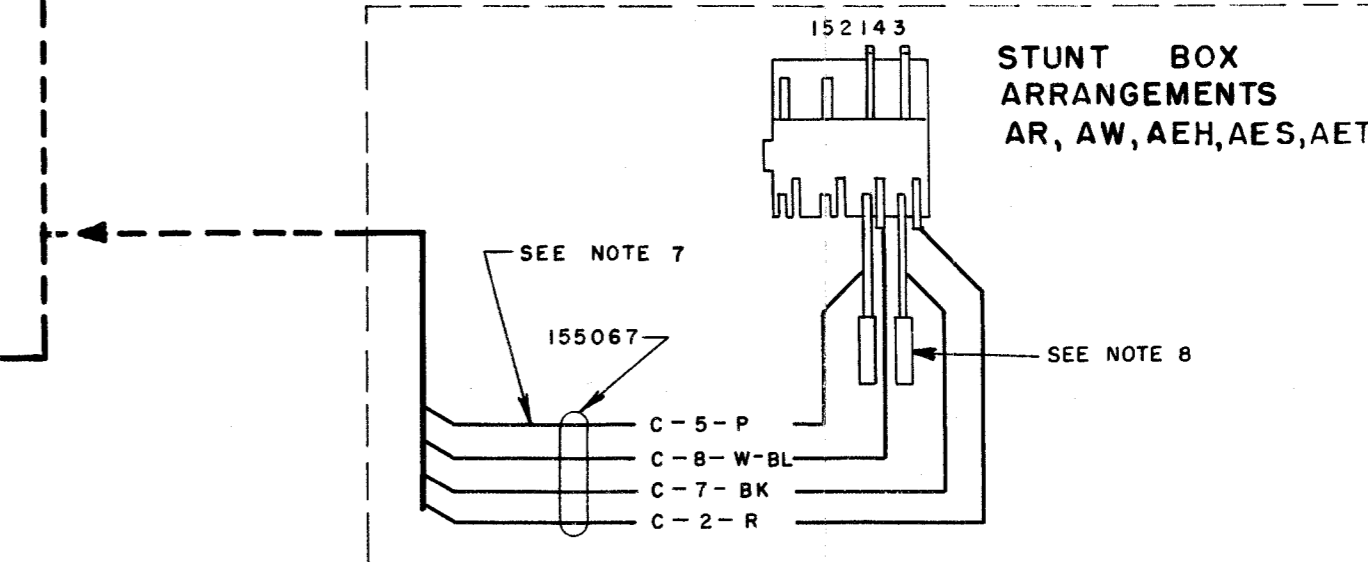 152143
STUNT BOX
ARRANGEMENTS
AR, AW, AEH, AES, AET
SEE NOTE 7
155067
SEE NOTE 8
C-5-P
C-8-W-BL
C-7-BK
C-2-R